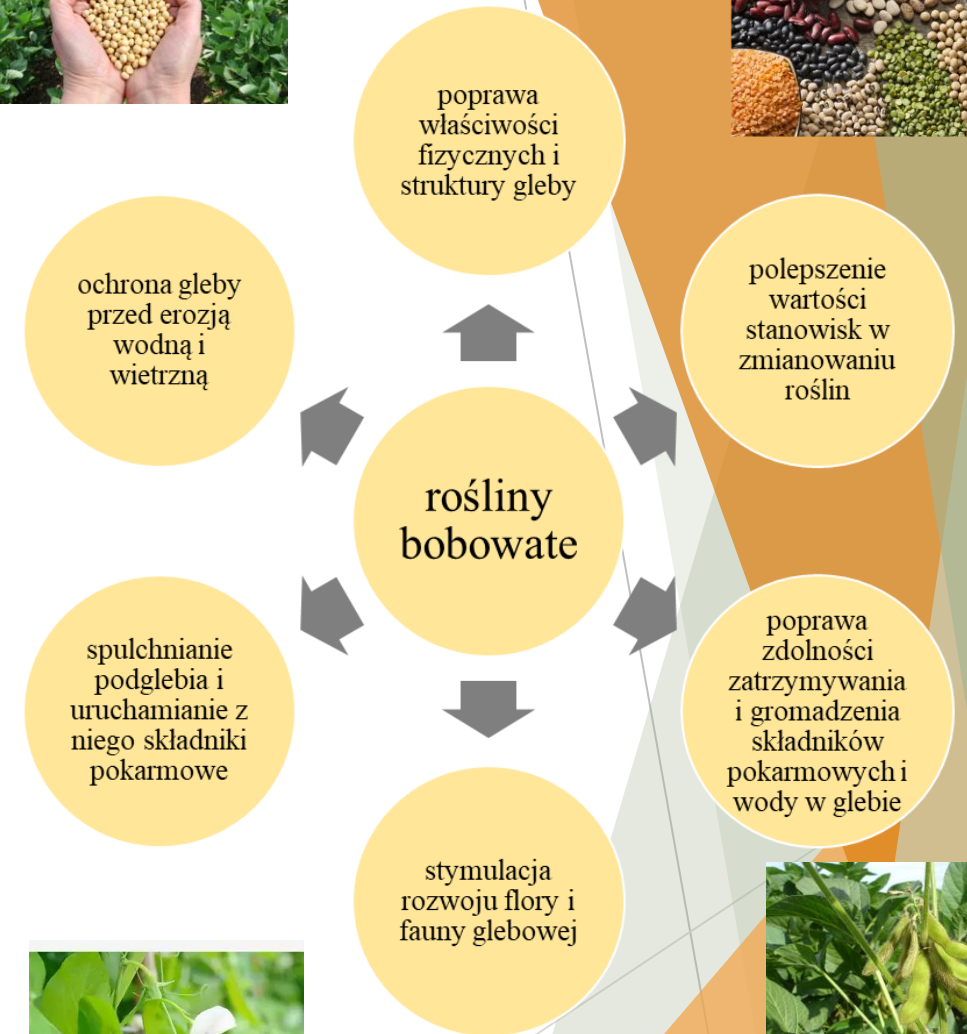 poprawa
właściwości
fizycznych i
struktury gleby
ochrona gleby
przed erozją
wodną i
wietrzną
polepszenie
wartości
stanowisk w
zmianowaniu
roślin
rośliny
bobowate
spulchnianie
podglebia i
uruchamianie z
niego składniki
pokarmowe
poprawa
zdolności
zatrzymywania
i gromadzenia
składników
pokarmowych i
wody w glebie
stymulacja
rozwoju flory i
fauny glebowej